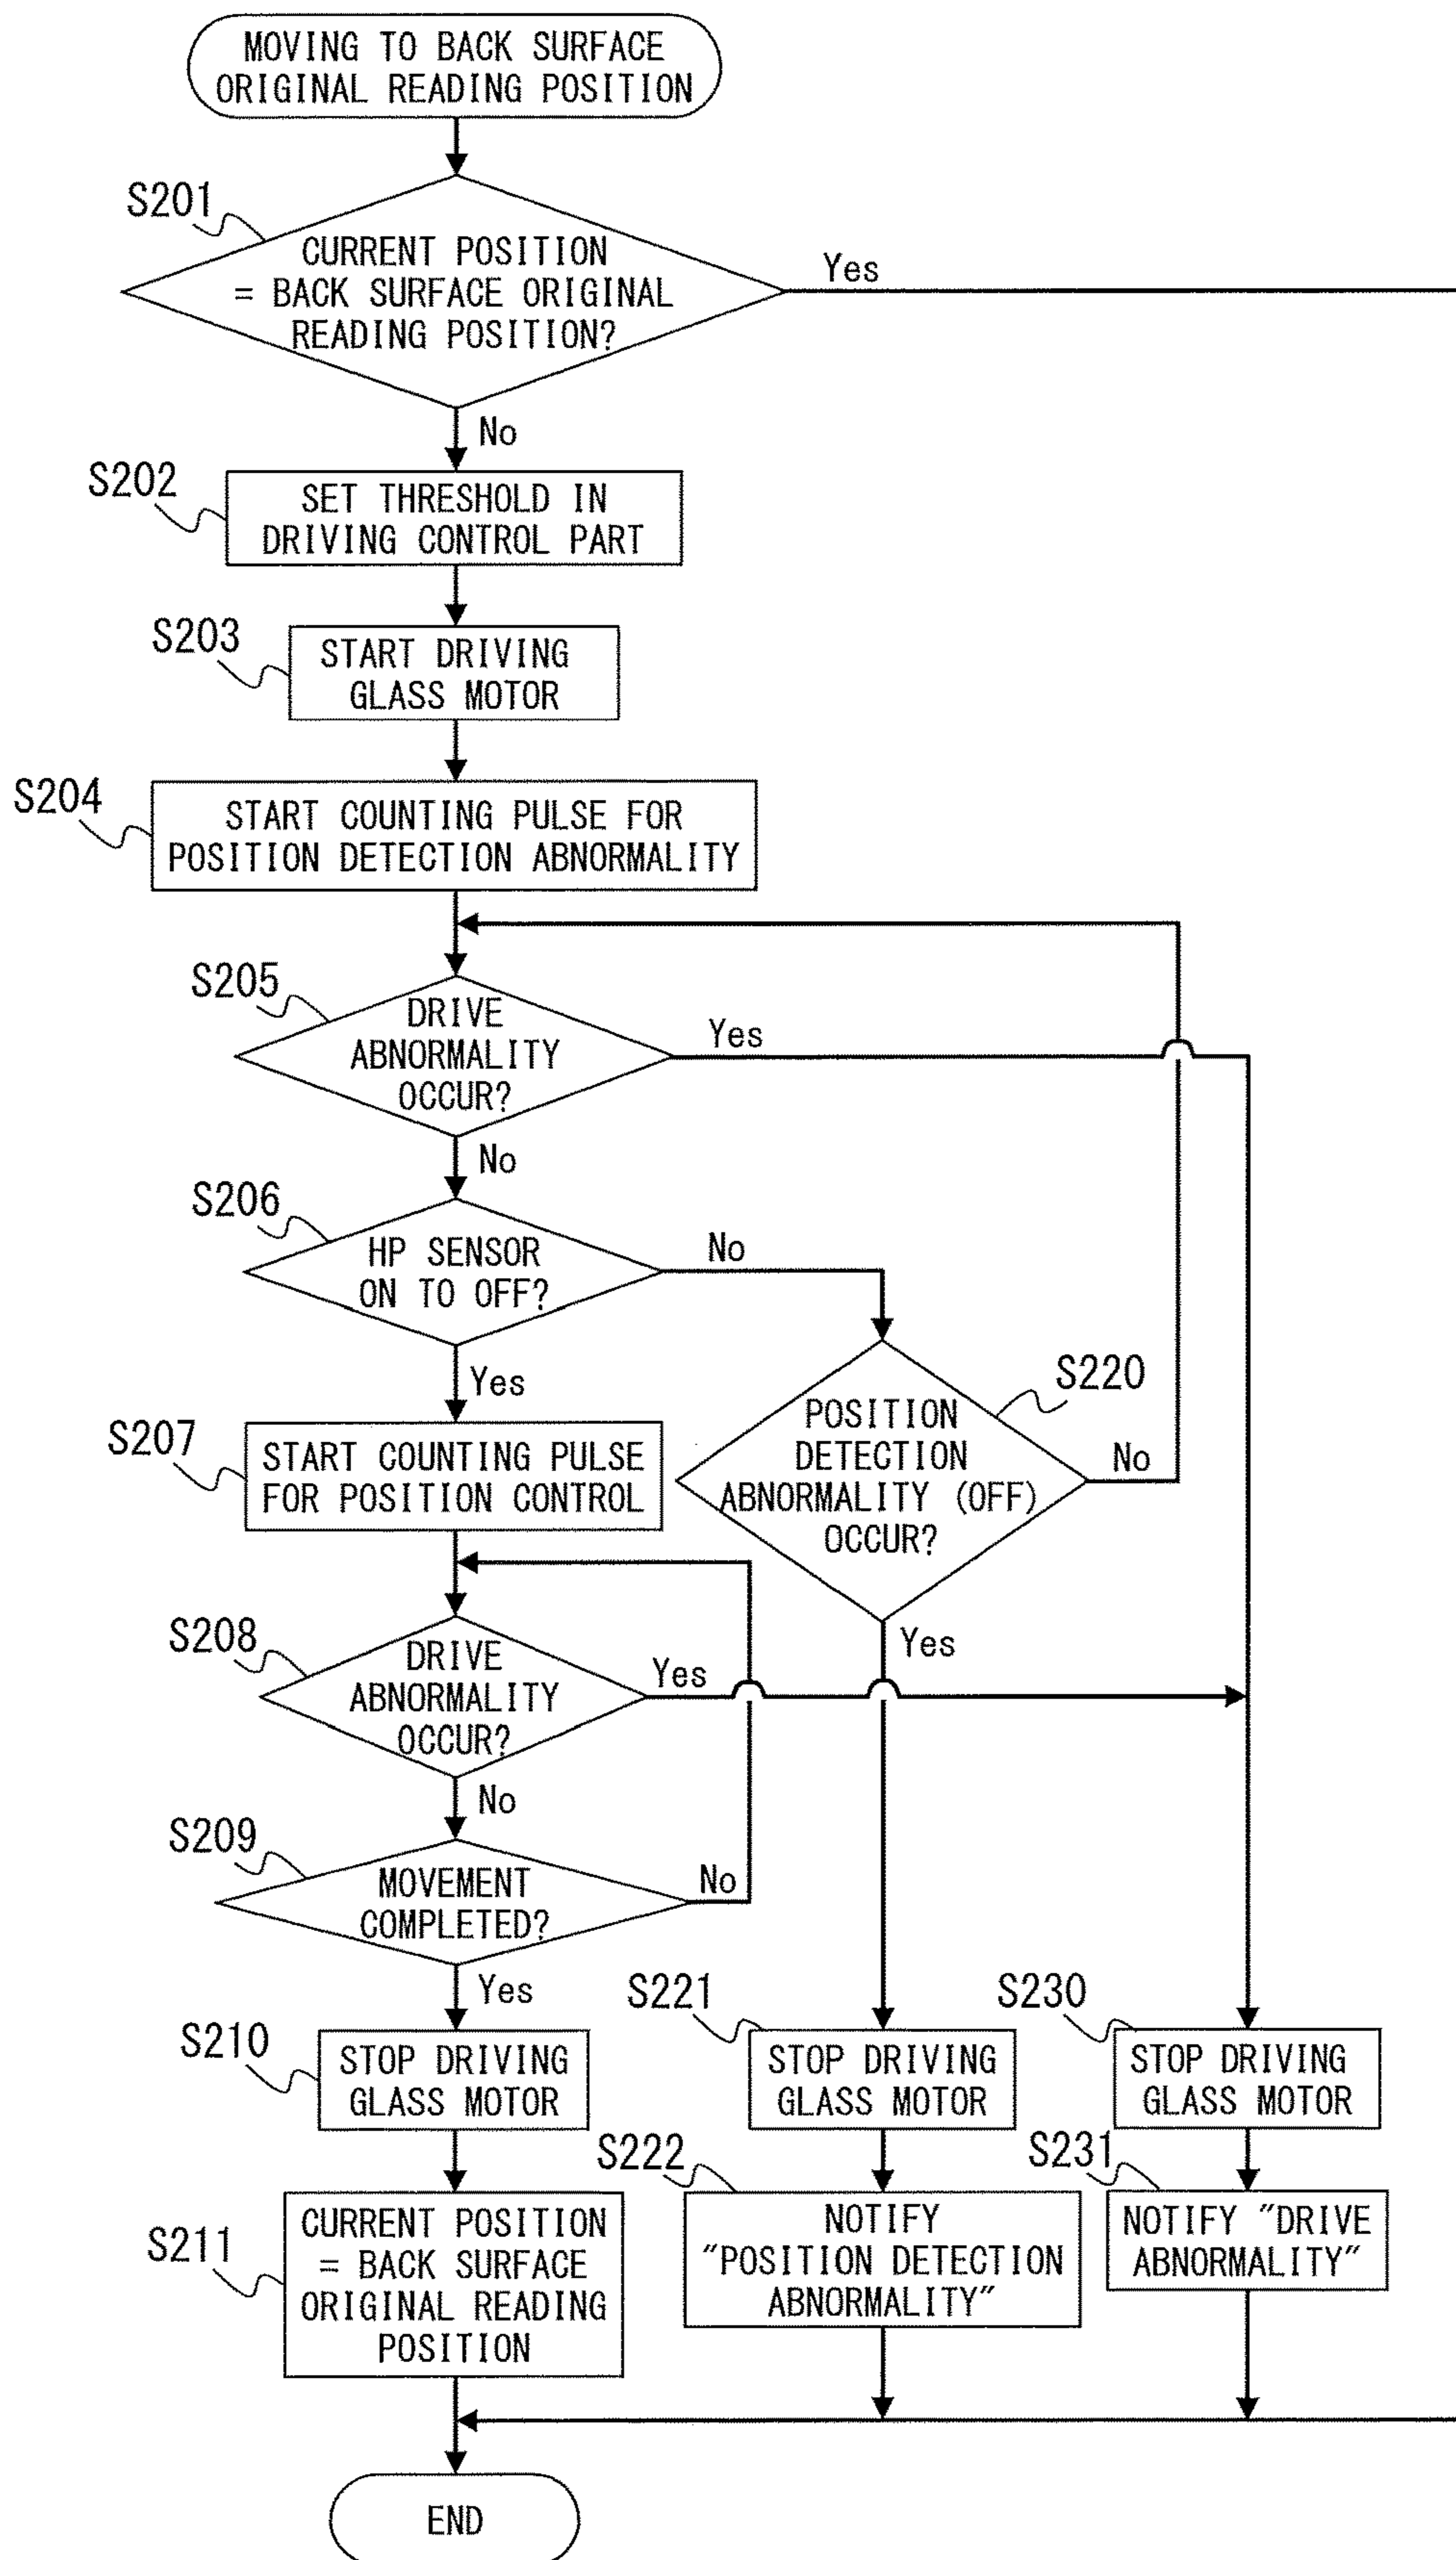 MOVING TO BACK SURFACE
ORIGINAL READING POSITION
S201
CURRENT POSITION
= BACK SURFACE ORIGINAL
READING POSITION?
Yes
No
S202
SET THRESHOLD IN
DRIVING CONTROL PART
S203
START DRIVING
GLASS MOTOR
S204
START COUNTING PULSE FOR
POSITION DETECTION ABNORMALITY
S205
DRIVE
ABNORMALITY
OCCUR?
Yes
No
S206
HP SENSOR
ON TO OFF?
No
Yes
S220
POSITION
DETECTION
ABNORMALITY (OFF)
OCCUR?
No
Yes
S207
START COUNTING PULSE
FOR POSITION CONTROL
S208
DRIVE
ABNORMALITY
OCCUR?
Yes
No
S209
MOVEMENT
COMPLETED?
No
Yes
S210
STOP DRIVING
GLASS MOTOR
S221
STOP DRIVING
GLASS MOTOR
S230
STOP DRIVING
GLASS MOTOR
S211
CURRENT POSITION
= BACK SURFACE
ORIGINAL READING
POSITION
S222
NOTIFY
"POSITION DETECTION
ABNORMALITY"
S231
NOTIFY "DRIVE
ABNORMALITY"
END